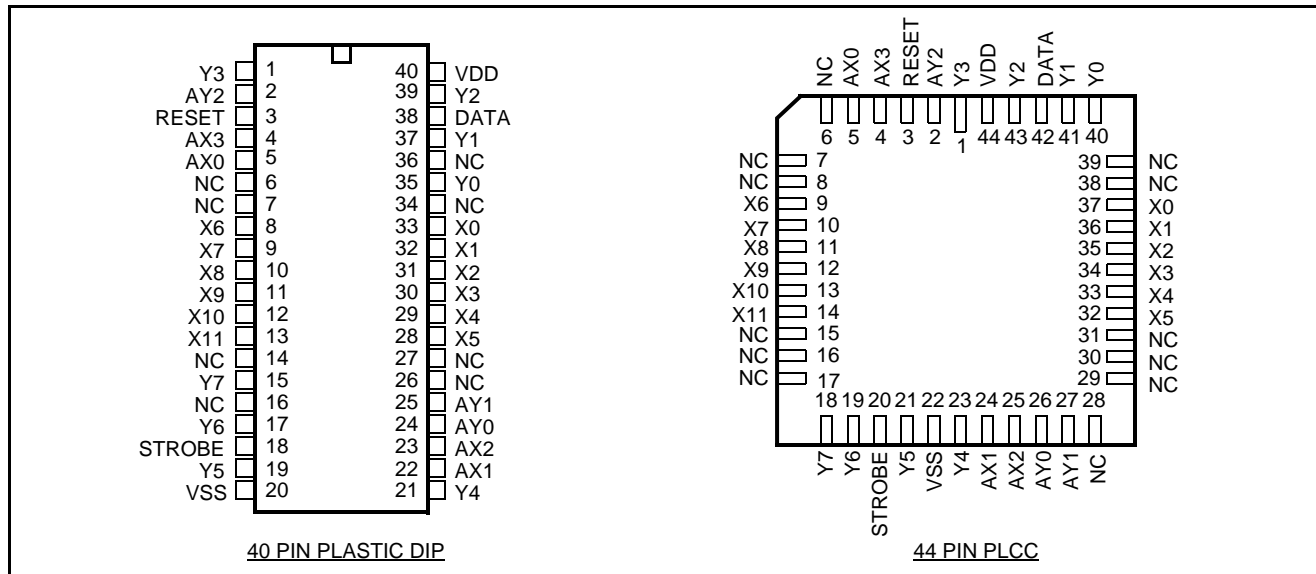 Y3 1 40 VDD
AY2 2 39 Y2
RESET 3 38 DATA
AX3 4 37 Y1
AX0 5 36 NC
NC 6 35 Y0
NC 7 34 NC
X6 8 33 X0
X7 9 32 X1
X8 10 31 X2
X9 11 30 X3
X10 12 29 X4
X11 13 28 X5
NC 14 27 NC
Y7 15 26 NC
NC 16 25 AY1
Y6 17 24 AY0
STROBE 18 23 AX2
Y5 19 22 AX1
VSS 20 21 Y4
40 PIN PLASTIC DIP
NC AX0 AX3 RESET AY2 Y3 VDD Y2 DATA Y1 Y0
6 5 4 3 2 1 44 43 42 41 40
NC 7 39 NC
NC 8 38 NC
X6 9 37 X0
X7 10 36 X1
X8 11 35 X2
X9 12 34 X3
X10 13 33 X4
X11 14 32 X5
NC 15 31 NC
NC 16 30 NC
NC 17 29 NC
18 19 20 21 22 23 24 25 26 27 28
Y7 Y6 STROBE Y5 VSS Y4 AX1 AX2 AY0 AY1 NC
44 PIN PLCC